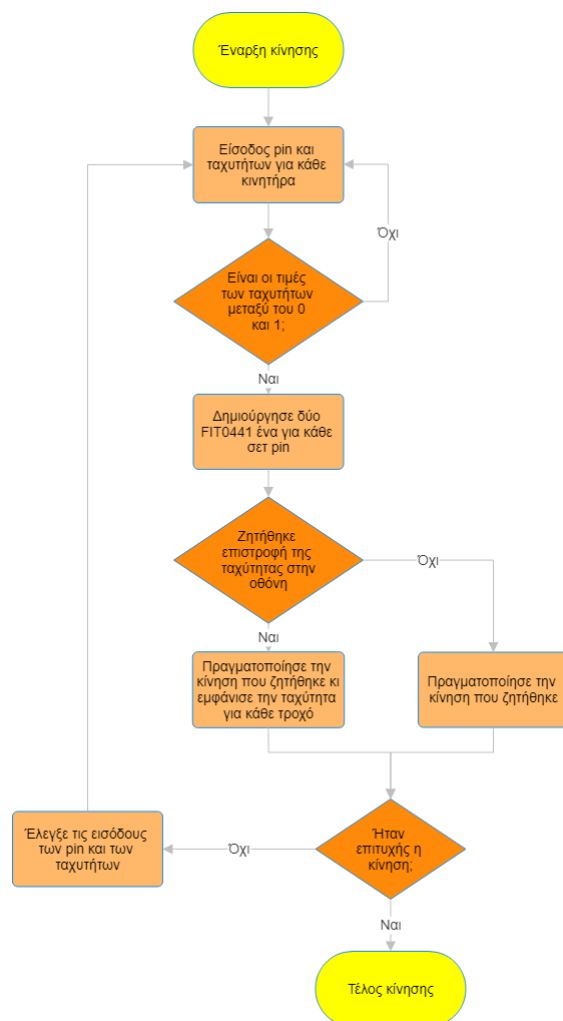 Έναρξη κίνησης
Είσοδος pin και
ταχυτήτων για κάθε
κινητήρα
Όχι
Είναι οι τιμές
των ταχυτήτων
μεταξύ του 0
και 1;
Ναι
Δημιούργησε δύο
FIT0441 ένα για κάθε
σετ pin
Ζητήθηκε
επιστροφή της
ταχύτητας στην
οθόνη
Όχι
Ναι
Πραγματοποίησε την
κίνηση που ζητήθηκε κι
εμφάνισε την ταχύτητα
για κάθε τροχό
Πραγματοποίησε την
κίνηση που ζητήθηκε
Ήταν
επιτυχής η
κίνηση;
Όχι
Έλεγξε τις εισόδους
των pin και των
ταχυτήτων
Ναι
Τέλος κίνησης